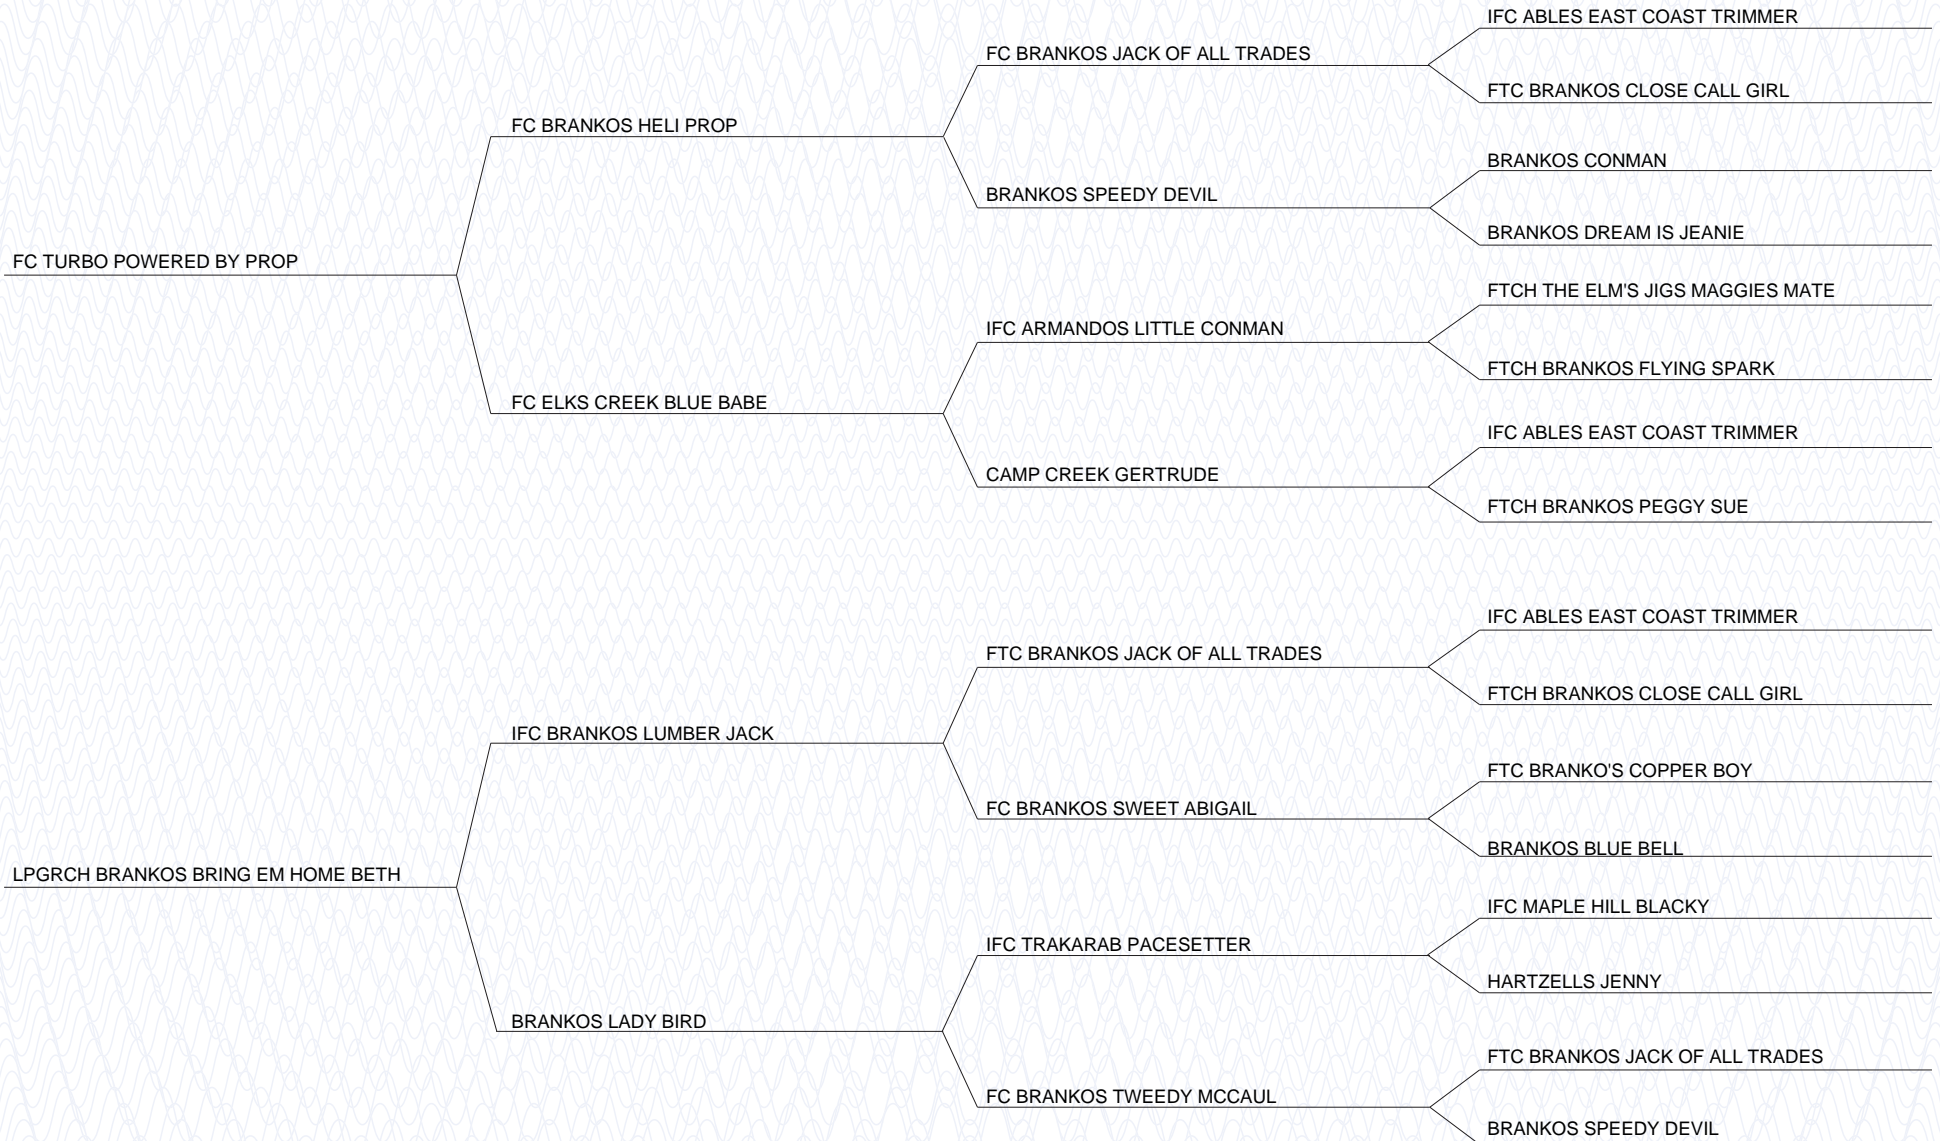 IFC ABLES EAST COAST TRIMMER
FC BRANKOS JACK OF ALL TRADES
FTC BRANKOS CLOSE CALL GIRL
FC BRANKOS HELI PROP
BRANKOS CONMAN
BRANKOS SPEEDY DEVIL
BRANKOS DREAM IS JEANIE
FC TURBO POWERED BY PROP
FTCH THE ELM'S JIGS MAGGIES MATE
IFC ARMANDOS LITTLE CONMAN
FTCH BRANKOS FLYING SPARK
FC ELKS CREEK BLUE BABE
IFC ABLES EAST COAST TRIMMER
CAMP CREEK GERTRUDE
FTCH BRANKOS PEGGY SUE
IFC ABLES EAST COAST TRIMMER
FTC BRANKOS JACK OF ALL TRADES
FTCH BRANKOS CLOSE CALL GIRL
IFC BRANKOS LUMBER JACK
FTC BRANKO'S COPPER BOY
FC BRANKOS SWEET ABIGAIL
BRANKOS BLUE BELL
LPGRCH BRANKOS BRING EM HOME BETH
IFC MAPLE HILL BLACKY
IFC TRAKARAB PACESETTER
HARTZELLS JENNY
BRANKOS LADY BIRD
FTC BRANKOS JACK OF ALL TRADES
FC BRANKOS TWEEDY MCCAUL
BRANKOS SPEEDY DEVIL